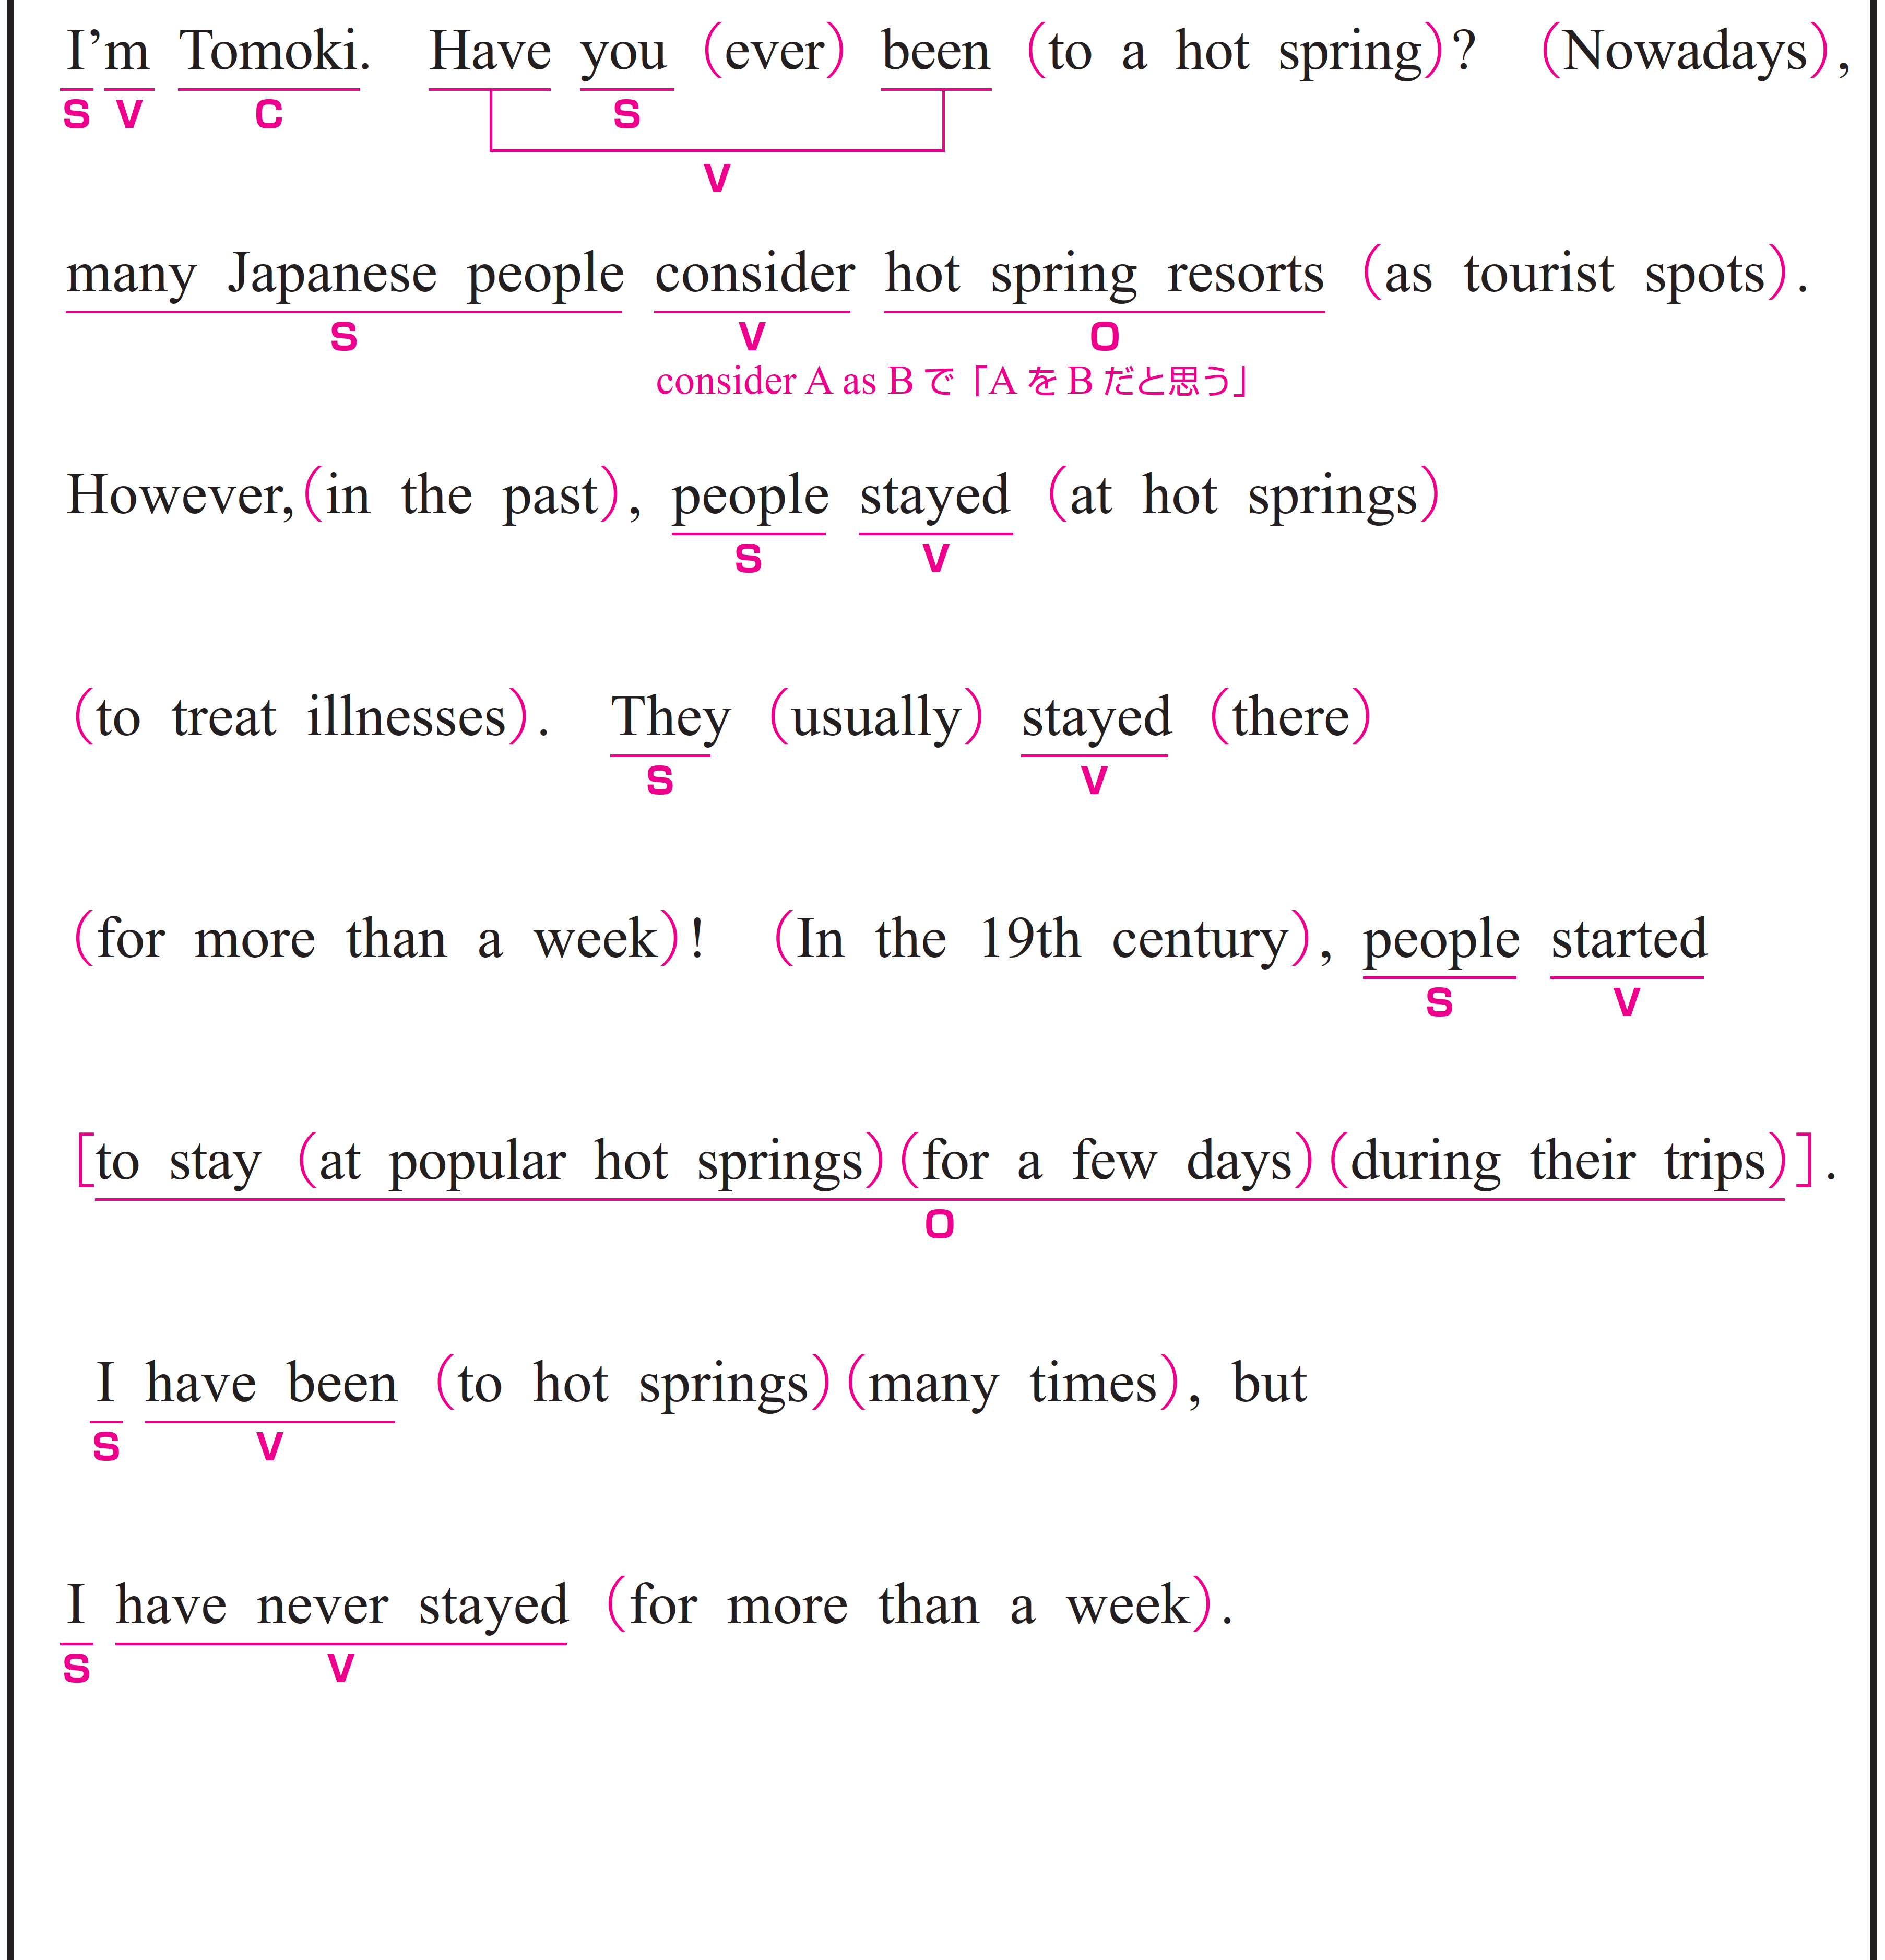 I'm Tomoki. Have you (ever) been (to a hot spring)? (Nowadays),
S V C S
V
many Japanese people consider hot spring resorts (as tourist spots).
S V O
consider A as B で「A を B だと思う」
However,(in the past), people stayed (at hot springs)
S V
(to treat illnesses). They (usually) stayed (there)
S V
(for more than a week)! (In the 19th century), people started
S V
[to stay (at popular hot springs)(for a few days)(during their trips)].
O
I have been (to hot springs)(many times), but
S V
I have never stayed (for more than a week).
S V